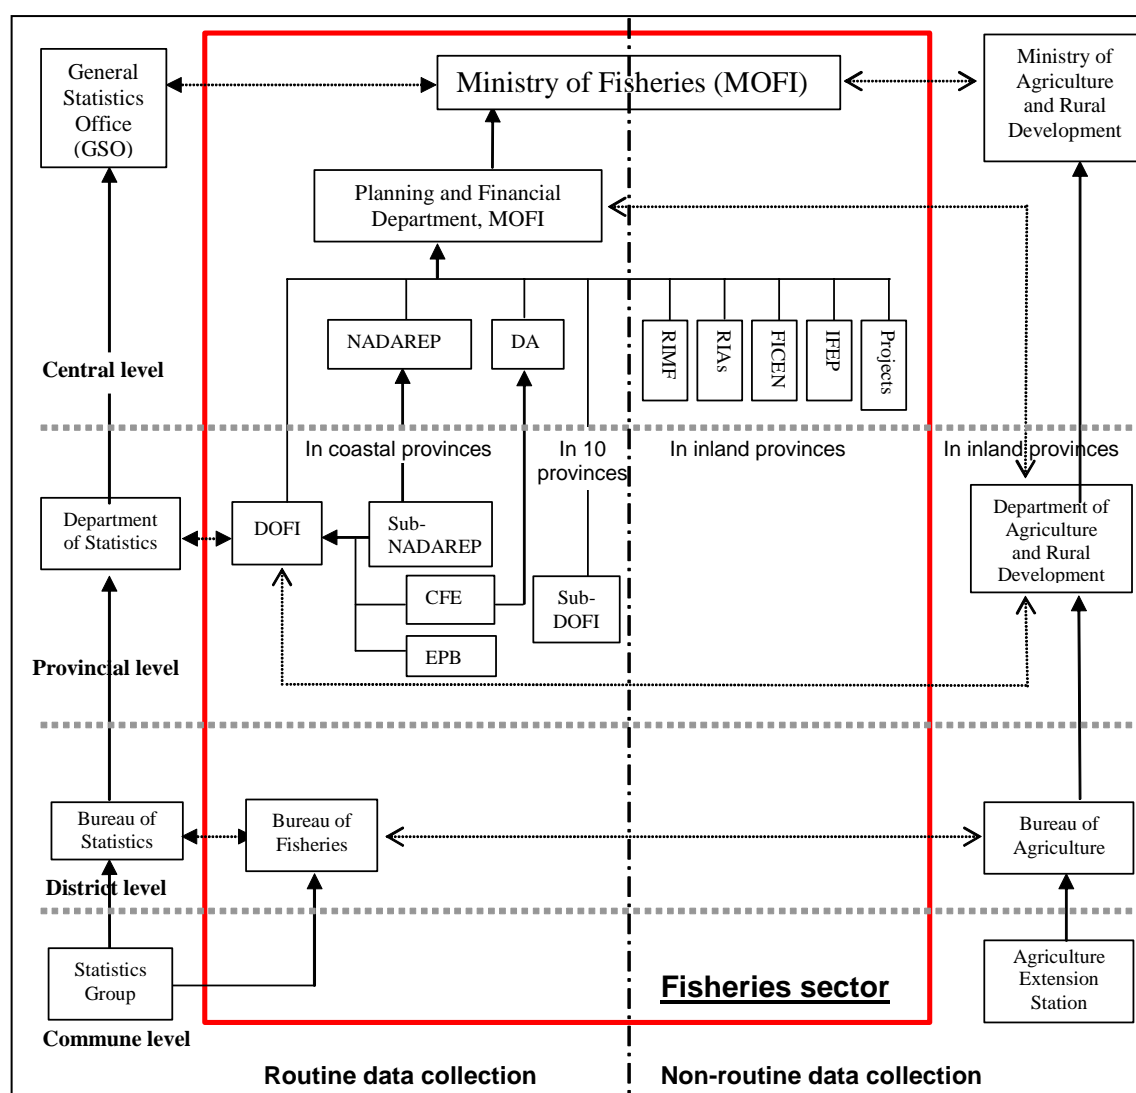 General
Statistics
Office
(GSO)
Ministry of Fisheries (MOFI)
Ministry of
Agriculture
and Rural
Development
Planning and Financial
Department, MOFI
NADAREP
DA
RIMF
RIAs
FICEN
IFEP
Projects
Central level
In coastal provinces
In 10
provinces
In inland provinces
In inland provinces
Department
of Statistics
DOFI
Sub-
NADAREP
CFE
EPB
Sub-
DOFI
Department of
Agriculture
and Rural
Development
Provincial level
Bureau of
Statistics
Bureau of
Fisheries
Bureau of
Agriculture
District level
Statistics
Group
Agriculture
Extension
Station
Fisheries sector
Commune level
Routine data collection
Non-routine data collection